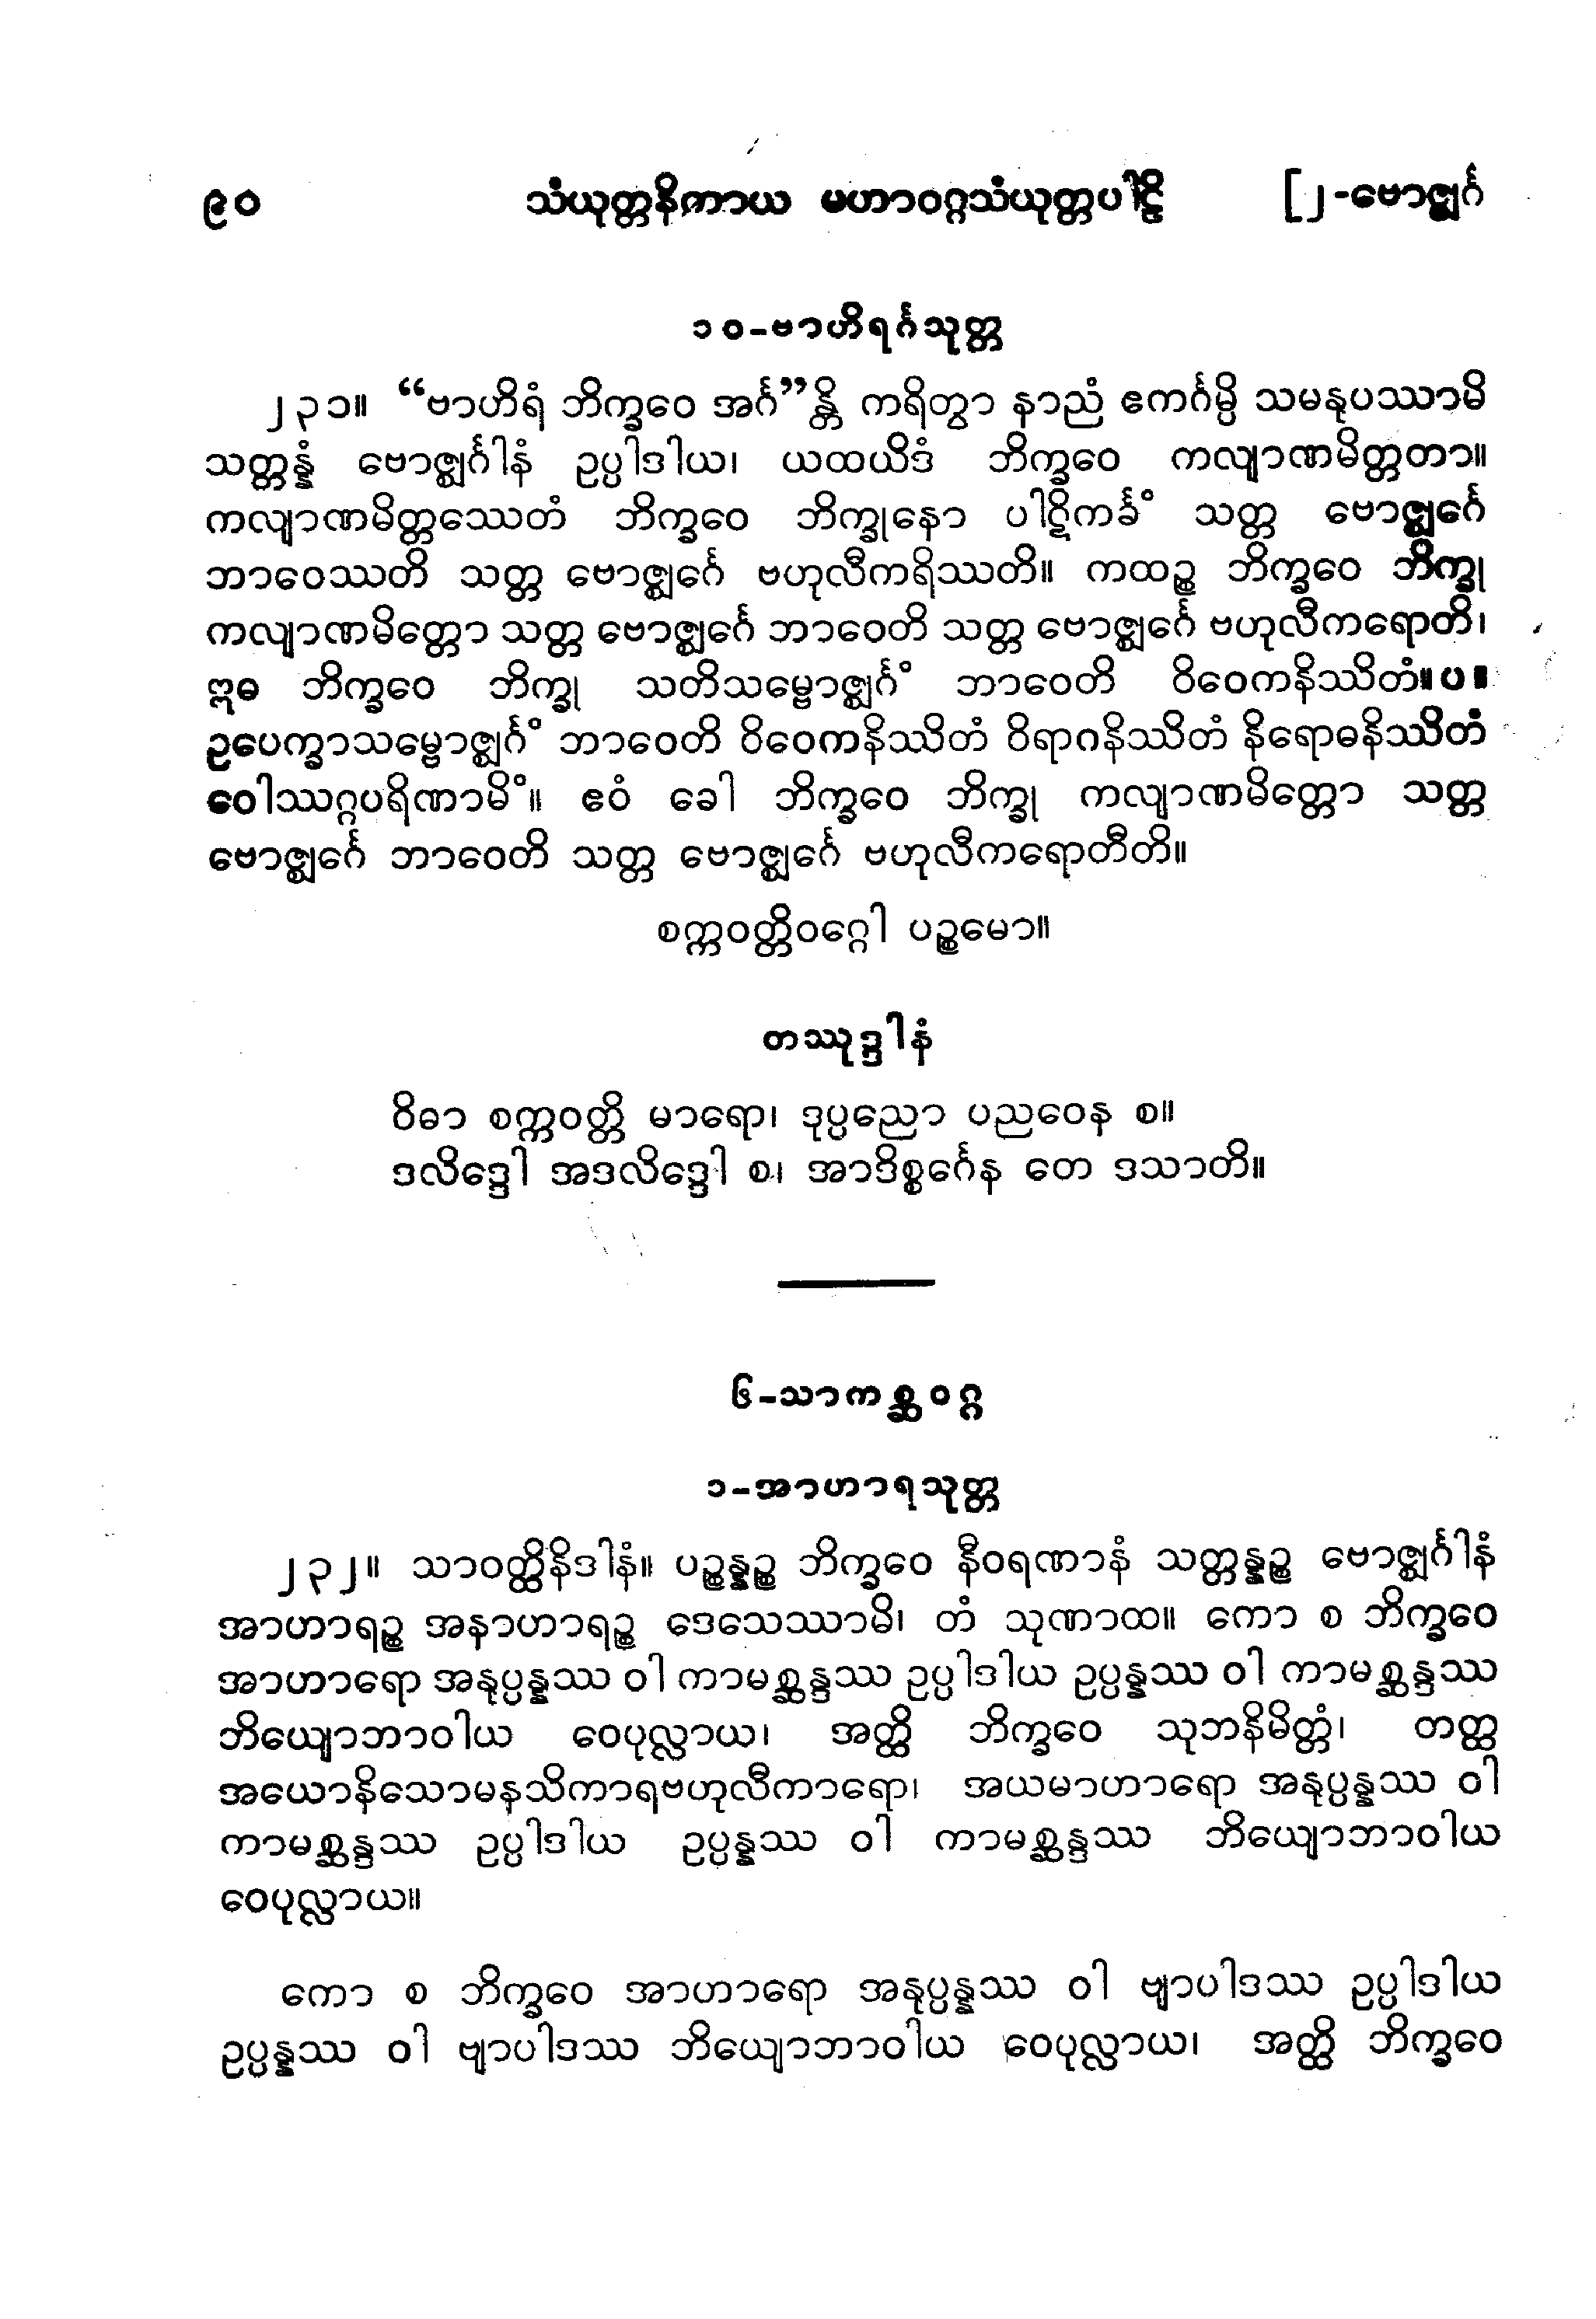 ၉၀ သံယုတ္တနိကာယ မဟာဝဂ္ဂသံယုတ္တပါဠိ [၂-ဗောဇ္ဈင်္ဂ
၁၀-ဗာဟိရင်္ဂသုတ္တ
၂၃၁။ “ဗာဟိရံ ဘိက္ခဝေ အင်္ဂ”န္တိ ကရိတွာ နာညံ ဧကင်္ဂမ္ပိ သမနုပဿာမိ
သတ္တန္နံ ဗောဇ္ဈင်္ဂါနံ ဥပ္ပါဒါယ၊ ယထယိဒံ ဘိက္ခဝေ ကလျာဏမိတ္တတာ။
ကလျာဏမိတ္တဿေတံ ဘိက္ခဝေ ဘိက္ခုနော ပါဋိကင်္ခံ သတ္တ ဗောဇ္ဈင်္ဂေ
ဘာဝေဿတိ သတ္တ ဗောဇ္ဈင်္ဂေ ဗဟုလီကရိဿတိ။ ကထဉ္စ ဘိက္ခဝေ ဘိက္ခု
ကလျာဏမိတ္တော သတ္တ ဗောဇ္ဈင်္ဂေ ဘာဝေတိ သတ္တ ဗောဇ္ဈင်္ဂေ ဗဟုလီကရောတိ၊
ဣဓ ဘိက္ခဝေ ဘိက္ခု သတိသမ္ဗောဇ္ဈင်္ဂံ ဘာဝေတိ ဝိဝေကနိဿိတံ။ပ။
ဥပေက္ခာသမ္ဗောဇ္ဈင်္ဂံ ဘာဝေတိ ဝိဝေကနိဿိတံ ဝိရာဂနိဿိတံ နိရောဓနိဿိတံ
ဝေါဿဂ္ဂပရိဏာမိံ။ ဧဝံ ခေါ ဘိက္ခဝေ ဘိက္ခု ကလျာဏမိတ္တော သတ္တ
ဗောဇ္ဈင်္ဂေ ဘာဝေတိ သတ္တ ဗောဇ္ဈင်္ဂေ ဗဟုလီကရောတီတိ။
စက္ကဝတ္တိဝဂ္ဂေါ ပဉ္စမော။
တဿုဒ္ဒါနံ
ဝိဓာ စက္ကဝတ္တိ မာရော၊ ဒုပ္ပညော ပညဝေန စ။
ဒလိဒ္ဒေါ အဒလိဒ္ဒေါ စ၊ အာဒိစ္စင်္ဂေန တေ ဒသာတိ။
၆-သာကစ္ဆဝဂ္ဂ
၁-အာဟာရသုတ္တ
၂၃၂။ သာဝတ္ထိနိဒါနံ။ ပဉ္စန္နဉ္စ ဘိက္ခဝေ နီဝရဏာနံ သတ္တန္နဉ္စ ဗောဇ္ဈင်္ဂါနံ
အာဟာရဉ္စ အနာဟာရဉ္စ ဒေသေဿာမိ၊ တံ သုဏာထ။ ကော စ ဘိက္ခဝေ
အာဟာရော အနုပ္ပန္နဿ ဝါ ကာမစ္ဆန္ဒဿ ဥပ္ပါဒါယ ဥပ္ပန္နဿ ဝါ ကာမစ္ဆန္ဒဿ
ဘိယျောဘာဝါယ ဝေပုလ္လာယ၊ အတ္ထိ ဘိက္ခဝေ သုဘနိမိတ္တံ၊ တတ္ထ
အယောနိသောမနသိကာရဗဟုလီကာရော၊ အယမာဟာရော အနုပ္ပန္နဿ ဝါ
ကာမစ္ဆန္ဒဿ ဥပ္ပါဒါယ ဥပ္ပန္နဿ ဝါ ကာမစ္ဆန္ဒဿ ဘိယျောဘာဝါယ
ဝေပုလ္လာယ။
ကော စ ဘိက္ခဝေ အာဟာရော အနုပ္ပန္နဿ ဝါ ဗျာပါဒဿ ဥပ္ပါဒါယ
ဥပ္ပန္နဿ ဝါ ဗျာပါဒဿ ဘိယျောဘာဝါယ ဝေပုလ္လာယ၊ အတ္ထိ ဘိက္ခဝေ